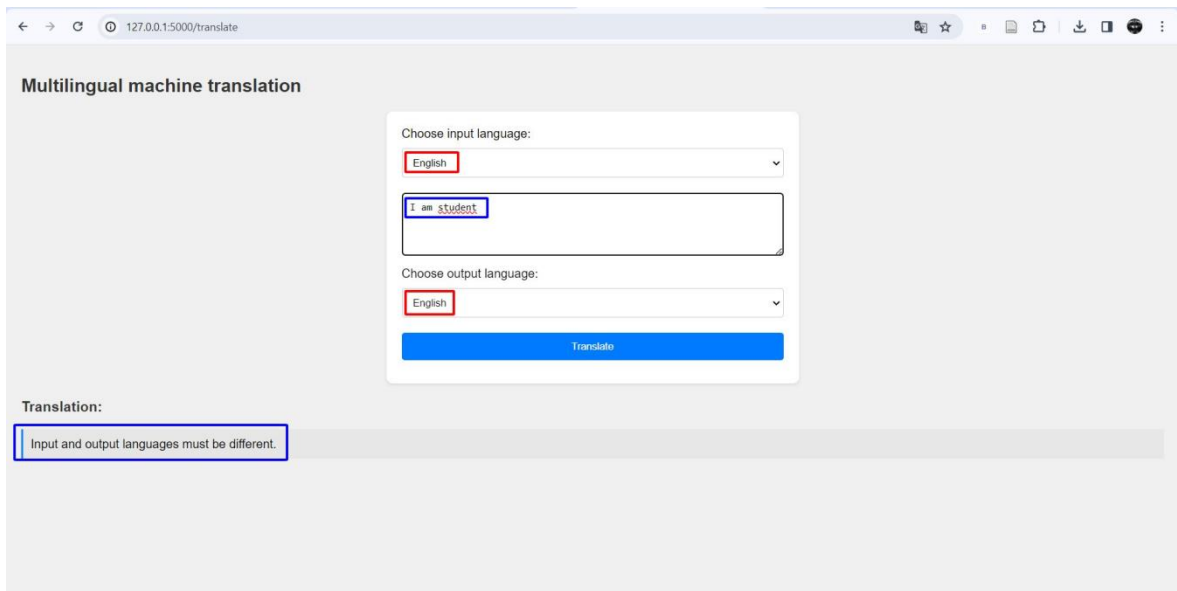 127.0.0.1:5000/translate
Multilingual machine translation
Choose input language:
English
I am student
Choose output language:
English
Translate
Translation:
Input and output languages must be different.